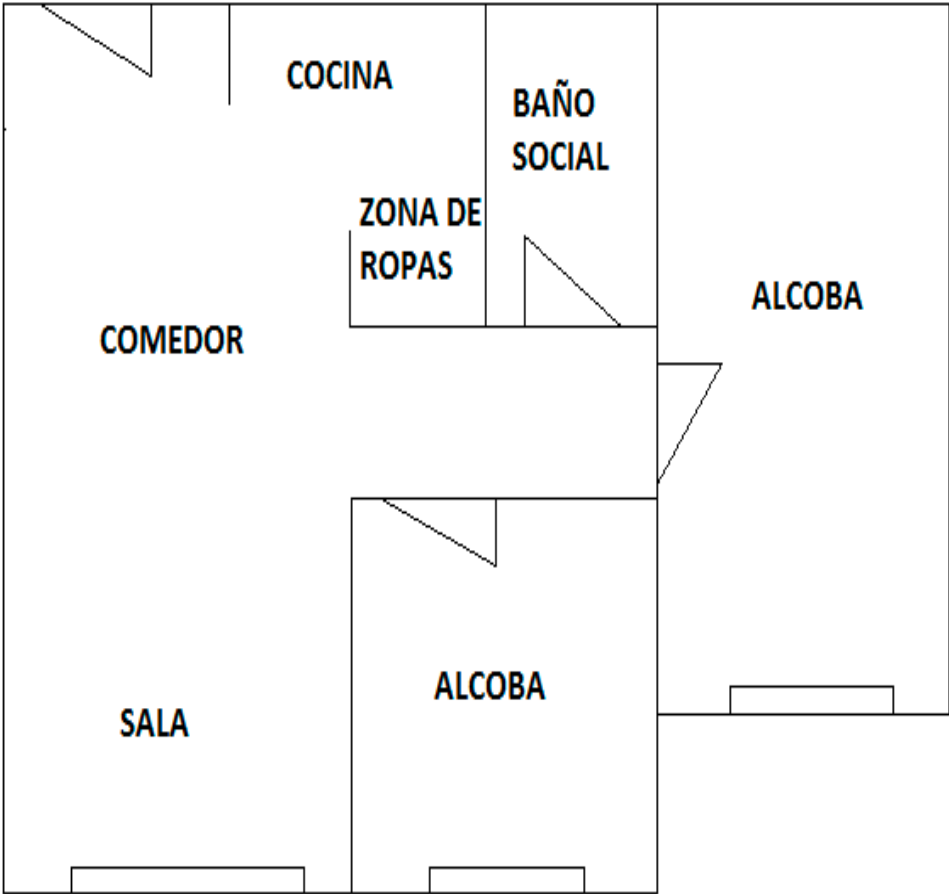 COCINA
BAÑO
SOCIAL
ZONA DE
ROPAS
ALCOBA
COMEDOR
ALCOBA
SALA